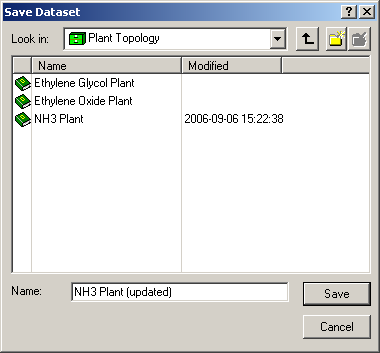 Save Dataset
Look in: Plant Topology
Name Modified
Ethylene Glycol Plant
Ethylene Oxide Plant
NH3 Plant 2006-09-06 15:22:38
Name: NH3 Plant (updated) Save
Cancel